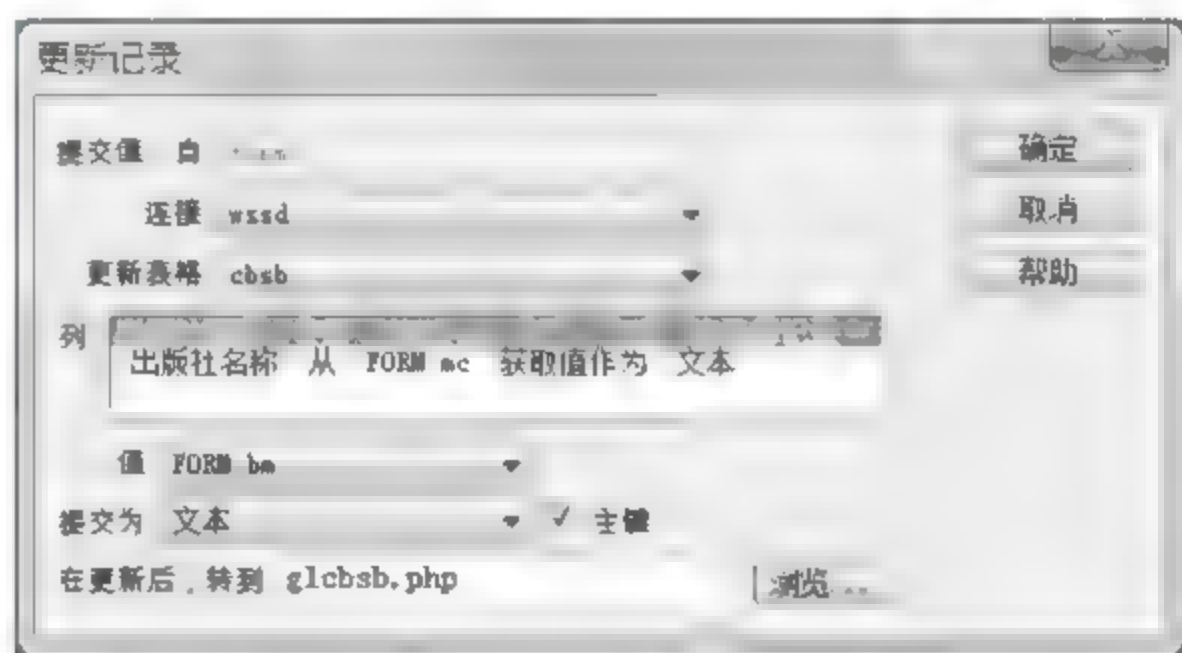 更新记录
提交值 自
连接 wssd
更新表格 cbsb
列
出版社名称 从 FORM mc 获取值作为 文本
值 FORM bm
提交为 文本 ✓ 主键
在更新后,转到 glcbsb.php 浏览...
确定
取消
帮助